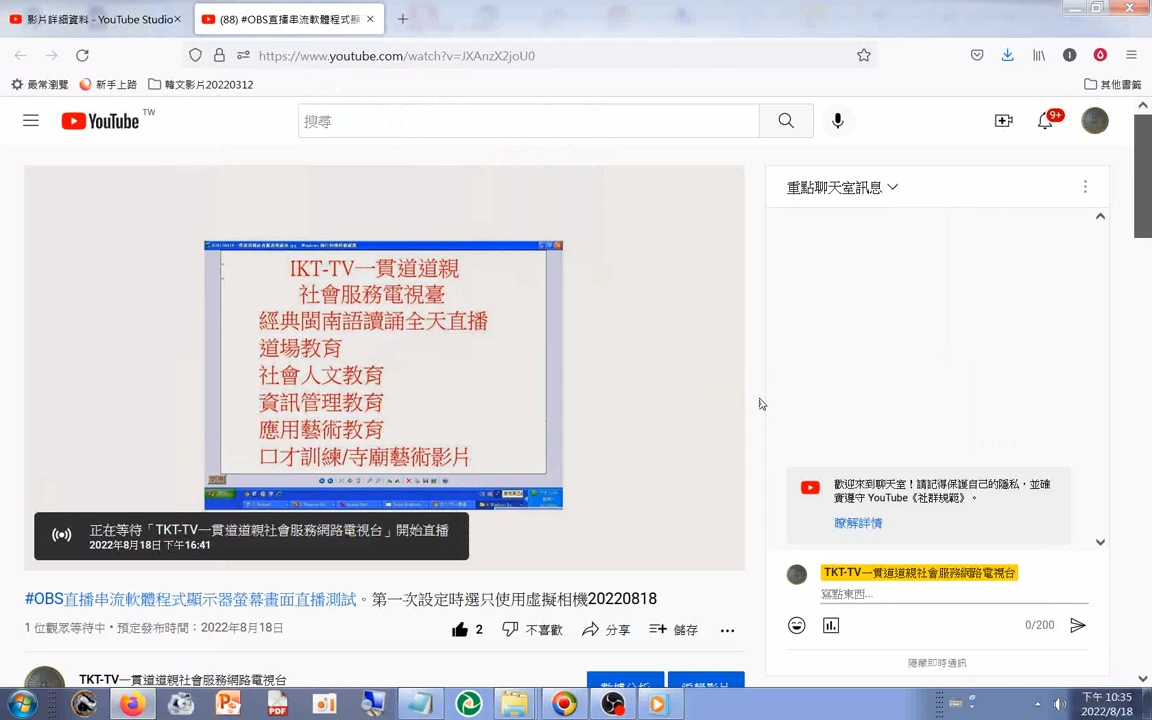 影片詳細資料 - YouTube Studio
(88) #OBS直播串流軟體程式顯
https://www.youtube.com/watch?v=JXAnzX2joU0
最常瀏覽
新手上路
韓文影片20220312
其他書籤
YouTube TW
搜尋
9+
重點聊天室訊息
IKT-TV一貫道道親
社會服務電視臺
經典閩南語讀誦全天直播
道場教育
社會人文教育
資訊管理教育
應用藝術教育
口才訓練/寺廟藝術影片
正在等待「TKT-TV一貫道道親社會服務網路電視台」開始直播
2022年8月18日 下午16:41
歡迎來到聊天室！請記得保護自己的隱私，並確
實遵守 YouTube《社群規範》。
瞭解詳情
TKT-TV一貫道道親社會服務網路電視台
寫點東西...
0/200
隱藏即時通訊
#OBS直播串流軟體程式顯示器螢幕畫面直播測試。第一次設定時選只使用虛擬相機20220818
1 位觀眾等待中 • 預定發布時間：2022年8月18日
2
不喜歡
分享
儲存
TKT-TV一貫道道親社會服務網路電視台
數據分析
編輯影片
下午 10:35
2022/8/18